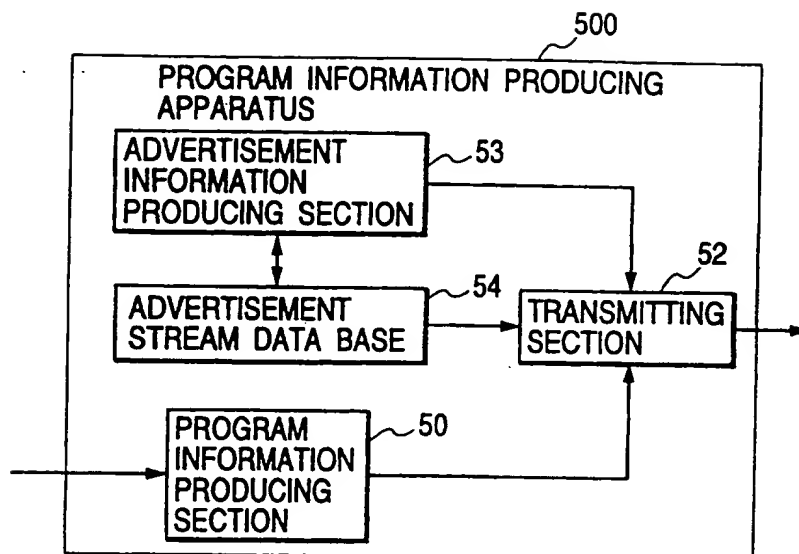 500
PROGRAM INFORMATION PRODUCING
APPARATUS
ADVERTISEMENT
INFORMATION
PRODUCING SECTION
53
ADVERTISEMENT
STREAM DATA BASE
54
TRANSMITTING
SECTION
52
PROGRAM
INFORMATION
PRODUCING
SECTION
50